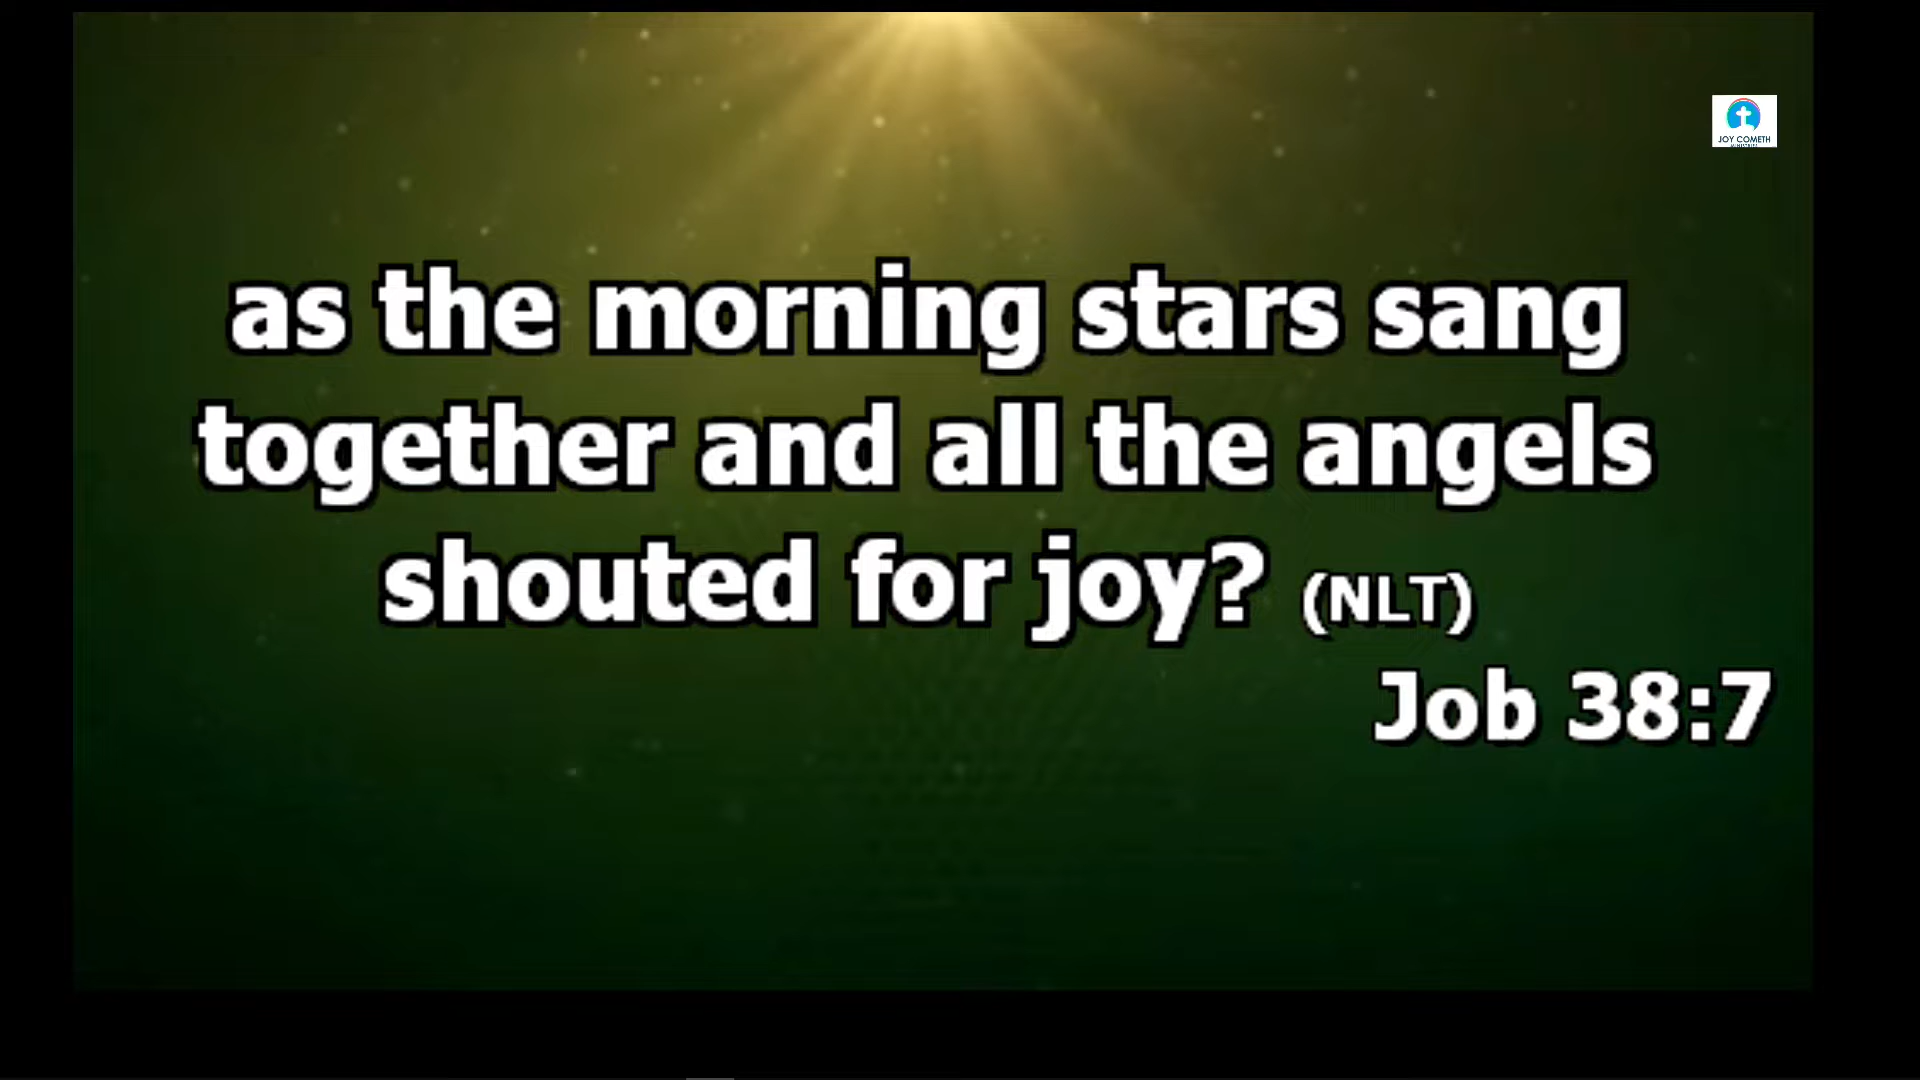 JOY COMETH
MINISTRIES
as the morning stars sang
together and all the angels
shouted for joy? (NLT)
Job 38:7